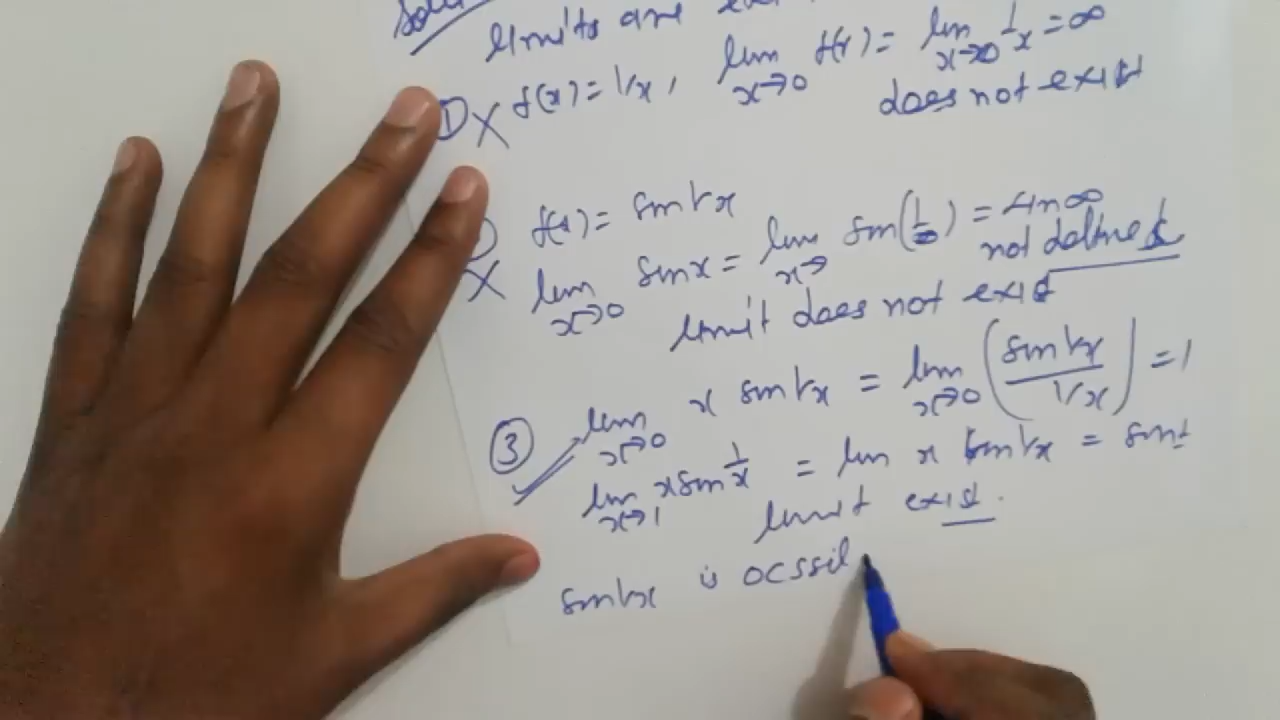 limits are
① X f(x) = 1/x, lim x→0 f(x) = lim x→0 1/x = ∞
does not exist
f(x) = sin 1/x
X lim x→0 sin x = lim x→ sin(1/0) = sin ∞
not defined
limit does not exist
③ lim x→0 x sin 1/x = lim x→0 (sin 1/x / 1/x) = 1
lim x→1 x sin 1/x = lim x sin 1/x = sin 1
limit exist.
sin 1/x is ocssil